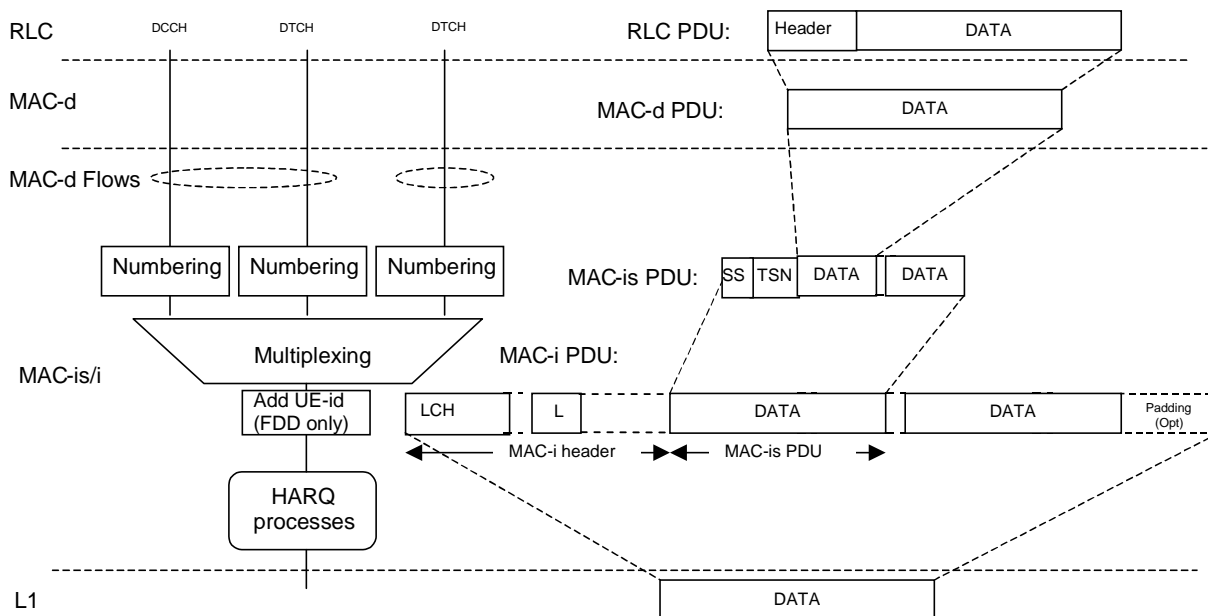 RLC DCCH DTCH DTCH RLC PDU: Header DATA
MAC-d MAC-d PDU: DATA
MAC-d Flows
Numbering Numbering Numbering MAC-is PDU: SS TSN DATA DATA
Multiplexing MAC-i PDU:
MAC-is/i
Add UE-id
(FDD only)
LCH L DATA DATA Padding
(Opt)
MAC-i header MAC-is PDU
HARQ
processes
L1 DATA